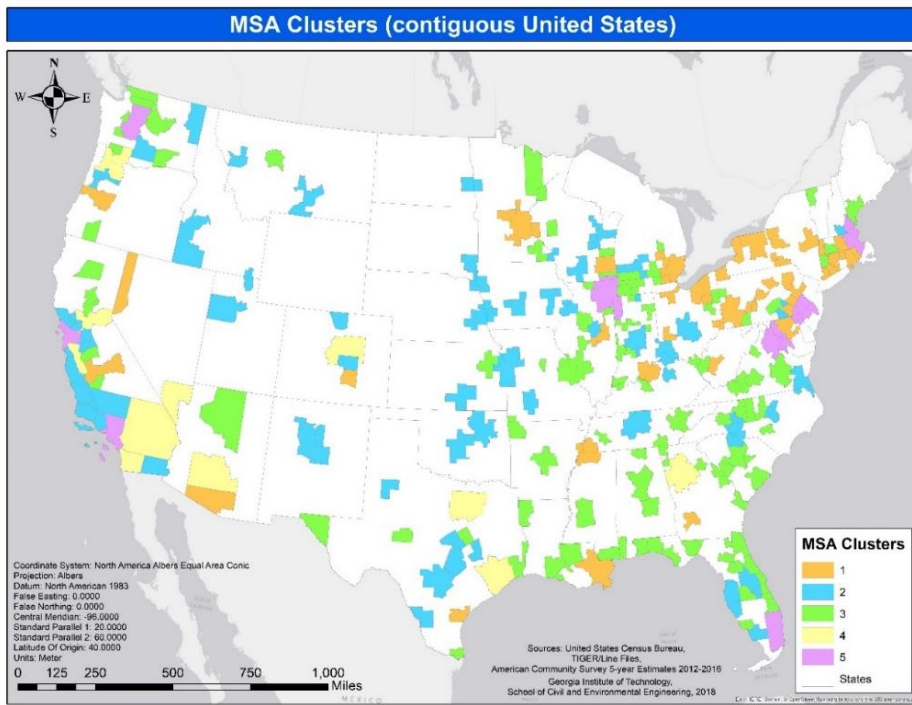 MSA Clusters (contiguous United States)
N
W E
S
Coordinate System: North America Albers Equal Area Conic
Projection: Albers
Datum: North American 1983
False Easting: 0.0000
False Northing: 0.0000
Central Meridian: -96.0000
Standard Parallel 1: 20.0000
Standard Parallel 2: 60.0000
Latitude Of Origin: 40.0000
Units: Meter
0 250 500 750 1,000
Miles
MEXICO
Sources: United States Census Bureau,
TIGER/Line Files,
American Community Survey 5-year Estimates 2012-2016
Georgia Institute of Technology,
School of Civil and Environmental Engineering, 2018
MSA Clusters
1
2
3
4
5
States